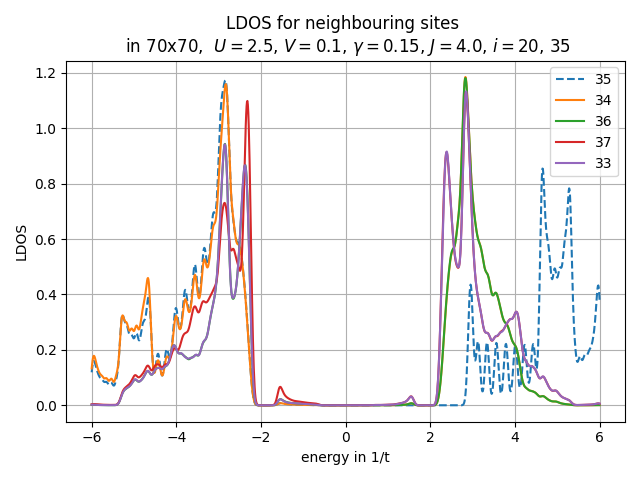 LDOS for neighbouring sites
in 70x70, U = 2.5, V = 0.1, γ = 0.15, J = 4.0, i = 20, 35
LDOS
1.2
1.0
0.8
0.6
0.4
0.2
0.0
35
34
36
37
33
−6 −4 −2 0 2 4 6
energy in 1/t